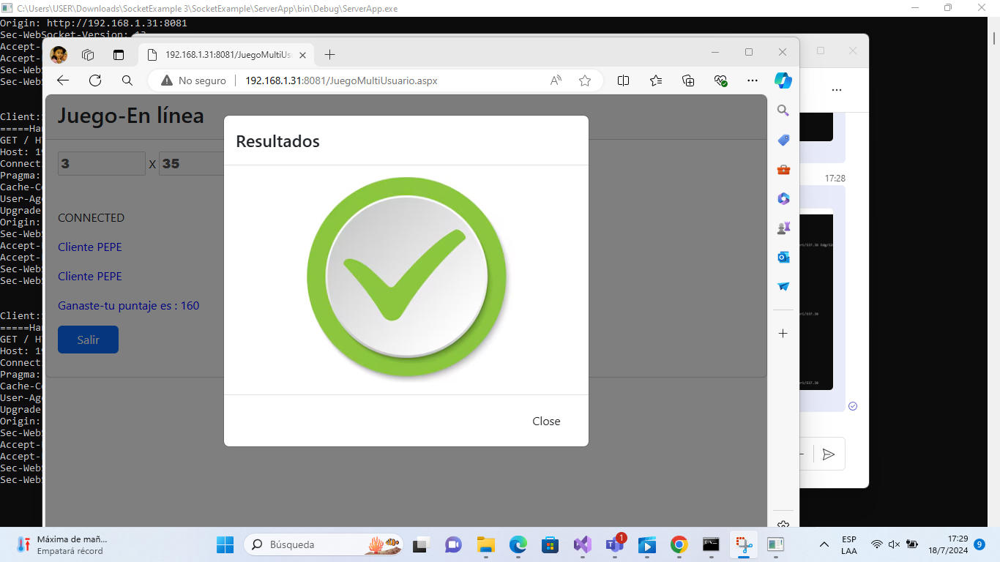 C:\Users\USER\Downloads\SocketExample 3\SocketExample\ServerApp\bin\Debug\ServerApp.exe
Origin: http://192.168.1.31:8081
Sec-WebSocket-Version: 13
Accept-
Accept-
Sec-Web
Sec-Web
Client:
=====Ha
GET / H
Host: 19
Connect
Pragma:
Cache-C
User-Ag
Upgrade
Origin:
Sec-Web
Accept-
Accept-
Sec-Web
Sec-Web
Client:
=====Ha
GET / H
Host: 19
Connect
Pragma:
Cache-C
User-Ag
Upgrade
Origin:
Sec-Web
Accept-
Accept-
Sec-Web
Sec-Web
192.168.1.31:8081/JuegoMultiUs
No seguro
192.168.1.31:8081/JuegoMultiUsuario.aspx
Juego-En línea
3 X 35
CONNECTED
Cliente PEPE
Cliente PEPE
Ganaste-tu puntaje es : 160
Salir
Resultados
Close
17:28
Máxima de mañ...
Empatará récord
Búsqueda
1
ESP
LAA
17:29
18/7/2024
9